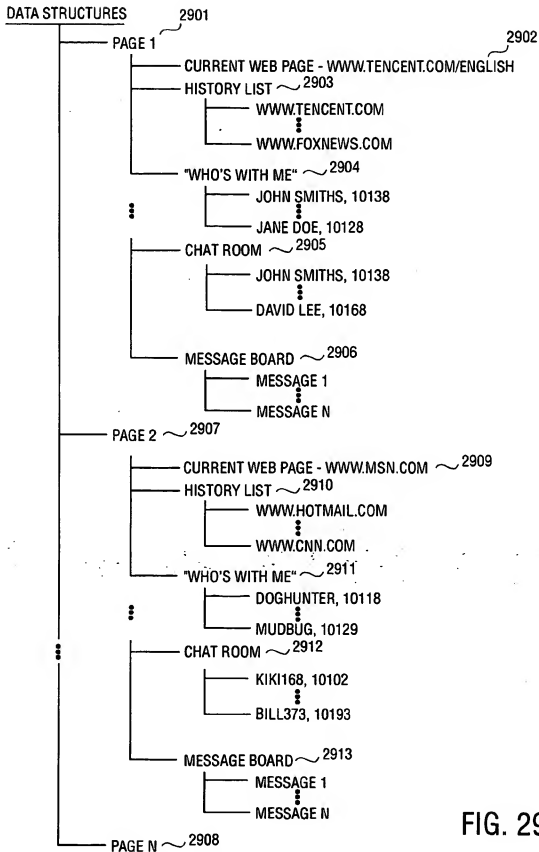 DATA STRUCTURES
PAGE 1 2901
CURRENT WEB PAGE - WWW.TENCENT.COM/ENGLISH 2902
HISTORY LIST 2903
WWW.TENCENT.COM
WWW.FOXNEWS.COM
"WHO'S WITH ME" 2904
JOHN SMITHS, 10138
JANE DOE, 10128
CHAT ROOM 2905
JOHN SMITHS, 10138
DAVID LEE, 10168
MESSAGE BOARD 2906
MESSAGE 1
MESSAGE N
PAGE 2 2907
CURRENT WEB PAGE - WWW.MSN.COM 2909
HISTORY LIST 2910
WWW.HOTMAIL.COM
WWW.CNN.COM
"WHO'S WITH ME" 2911
DOGHUNTER, 10118
MUDBUG, 10129
CHAT ROOM 2912
KIKI168, 10102
BILL373, 10193
MESSAGE BOARD 2913
MESSAGE 1
MESSAGE N
PAGE N 2908
FIG. 29